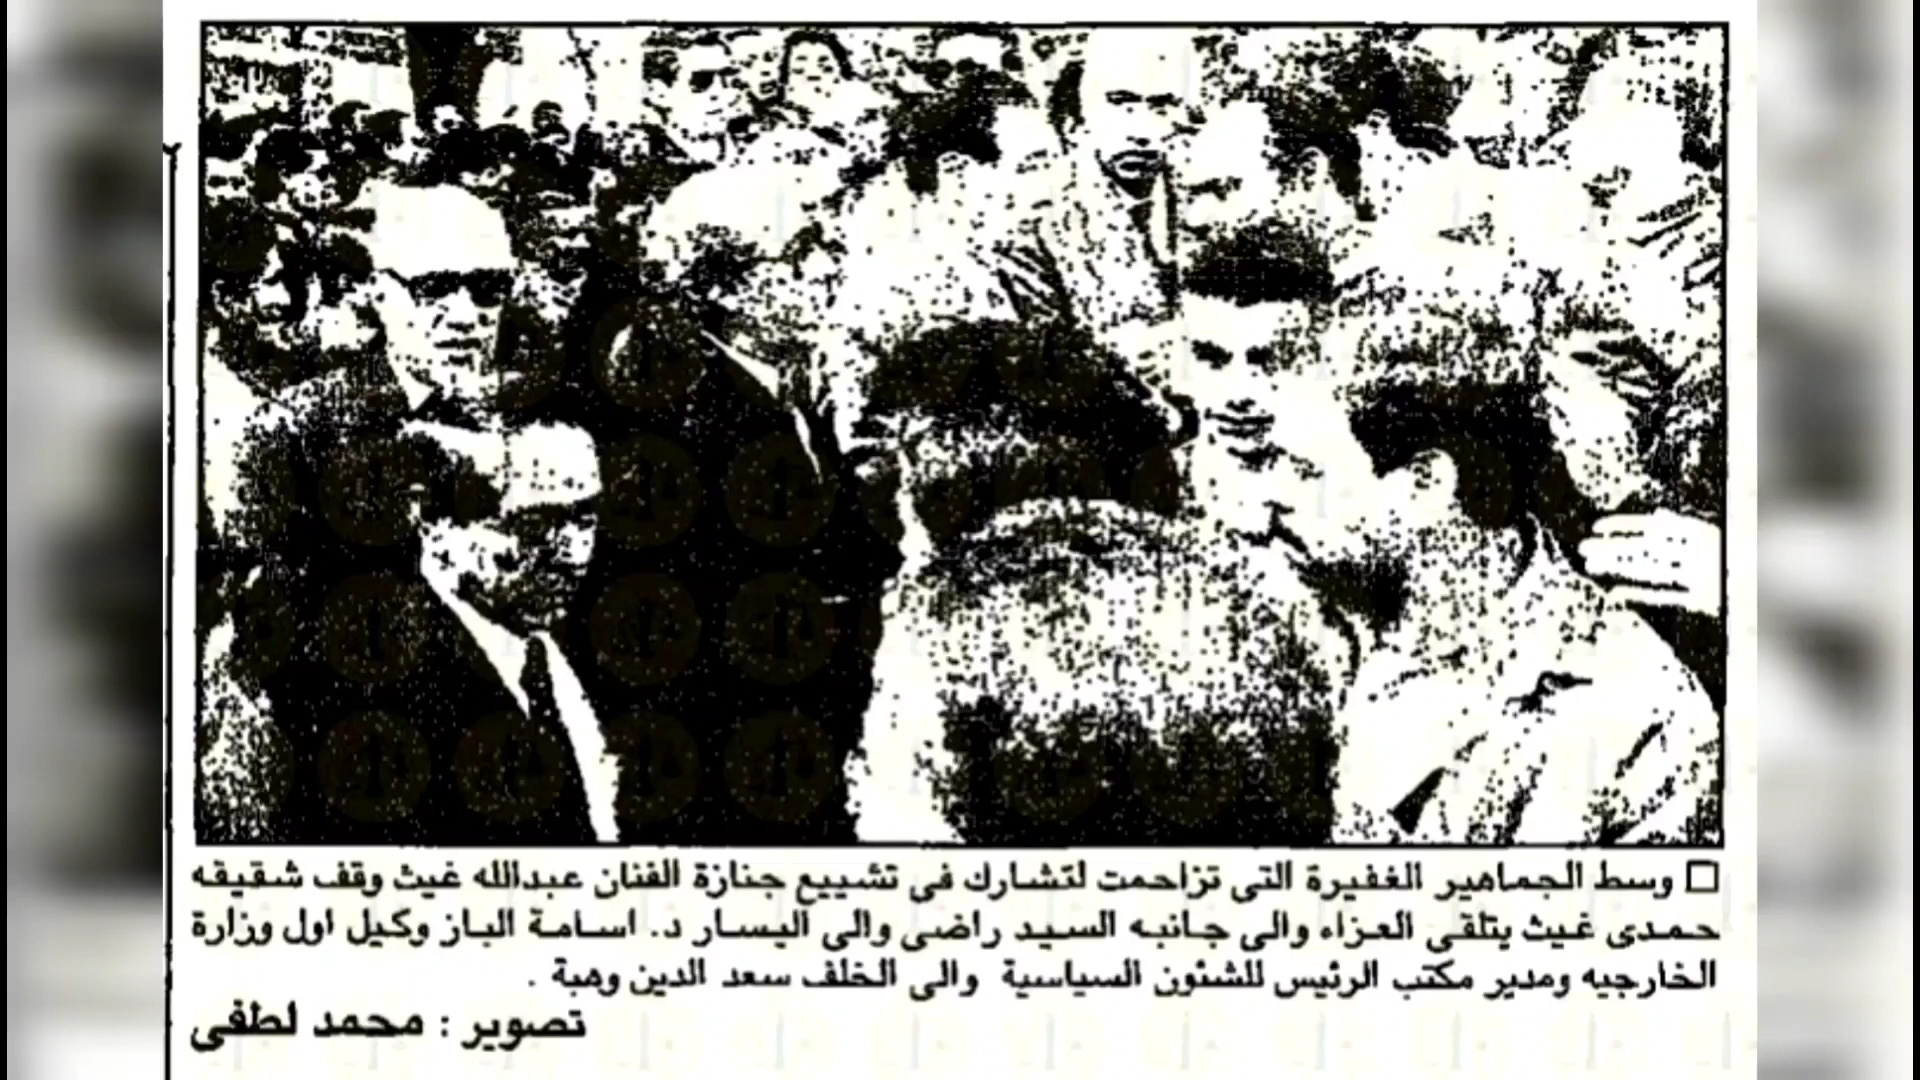 □ وسط الجماهير الغفيرة التى تزاحمت لتشارك فى تشييع جنازة الفنان عبدالله غيث وقف شقيقه
حمدى غيث يتلقى العزاء والى جانبه السيد راضى والى اليسار د. اسامة الباز وكيل اول وزارة
الخارجيه ومدير مكتب الرئيس للشئون السياسية والى الخلف سعد الدين وهبة .
تصوير : محمد لطفى